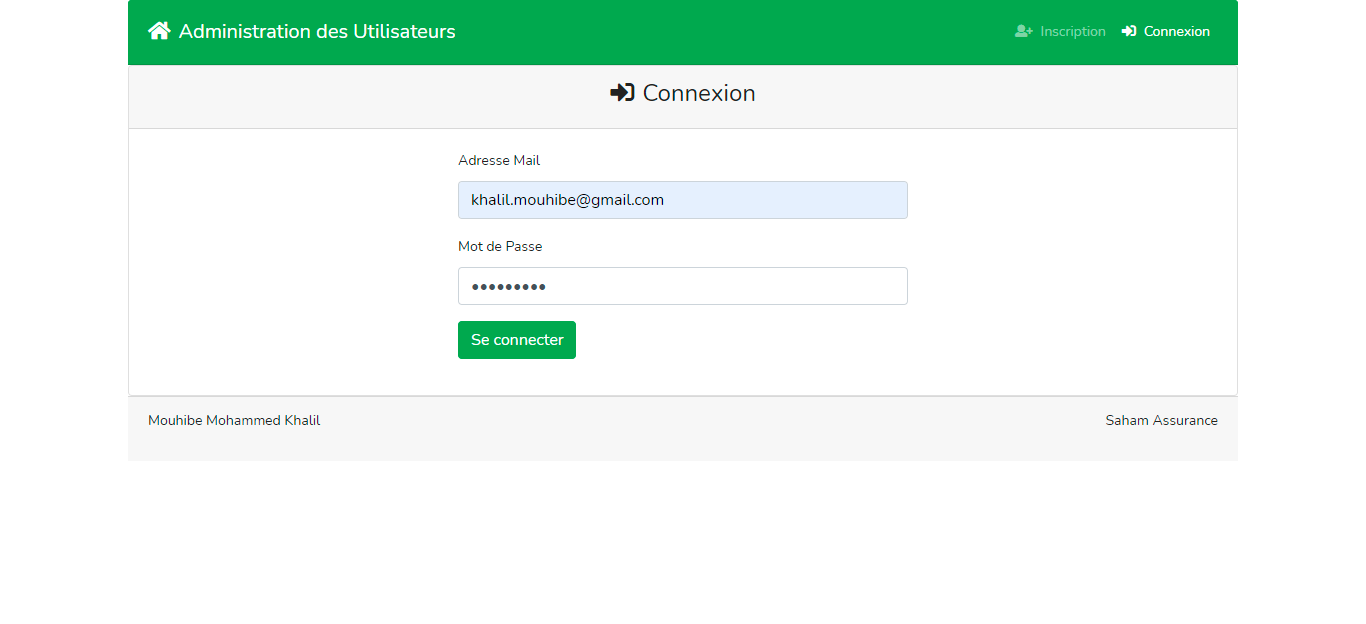 Administration des Utilisateurs
Inscription
Connexion
Connexion
Adresse Mail
khalil.mouhibe@gmail.com
Mot de Passe
•••••••••
Se connecter
Mouhibe Mohammed Khalil
Saham Assurance